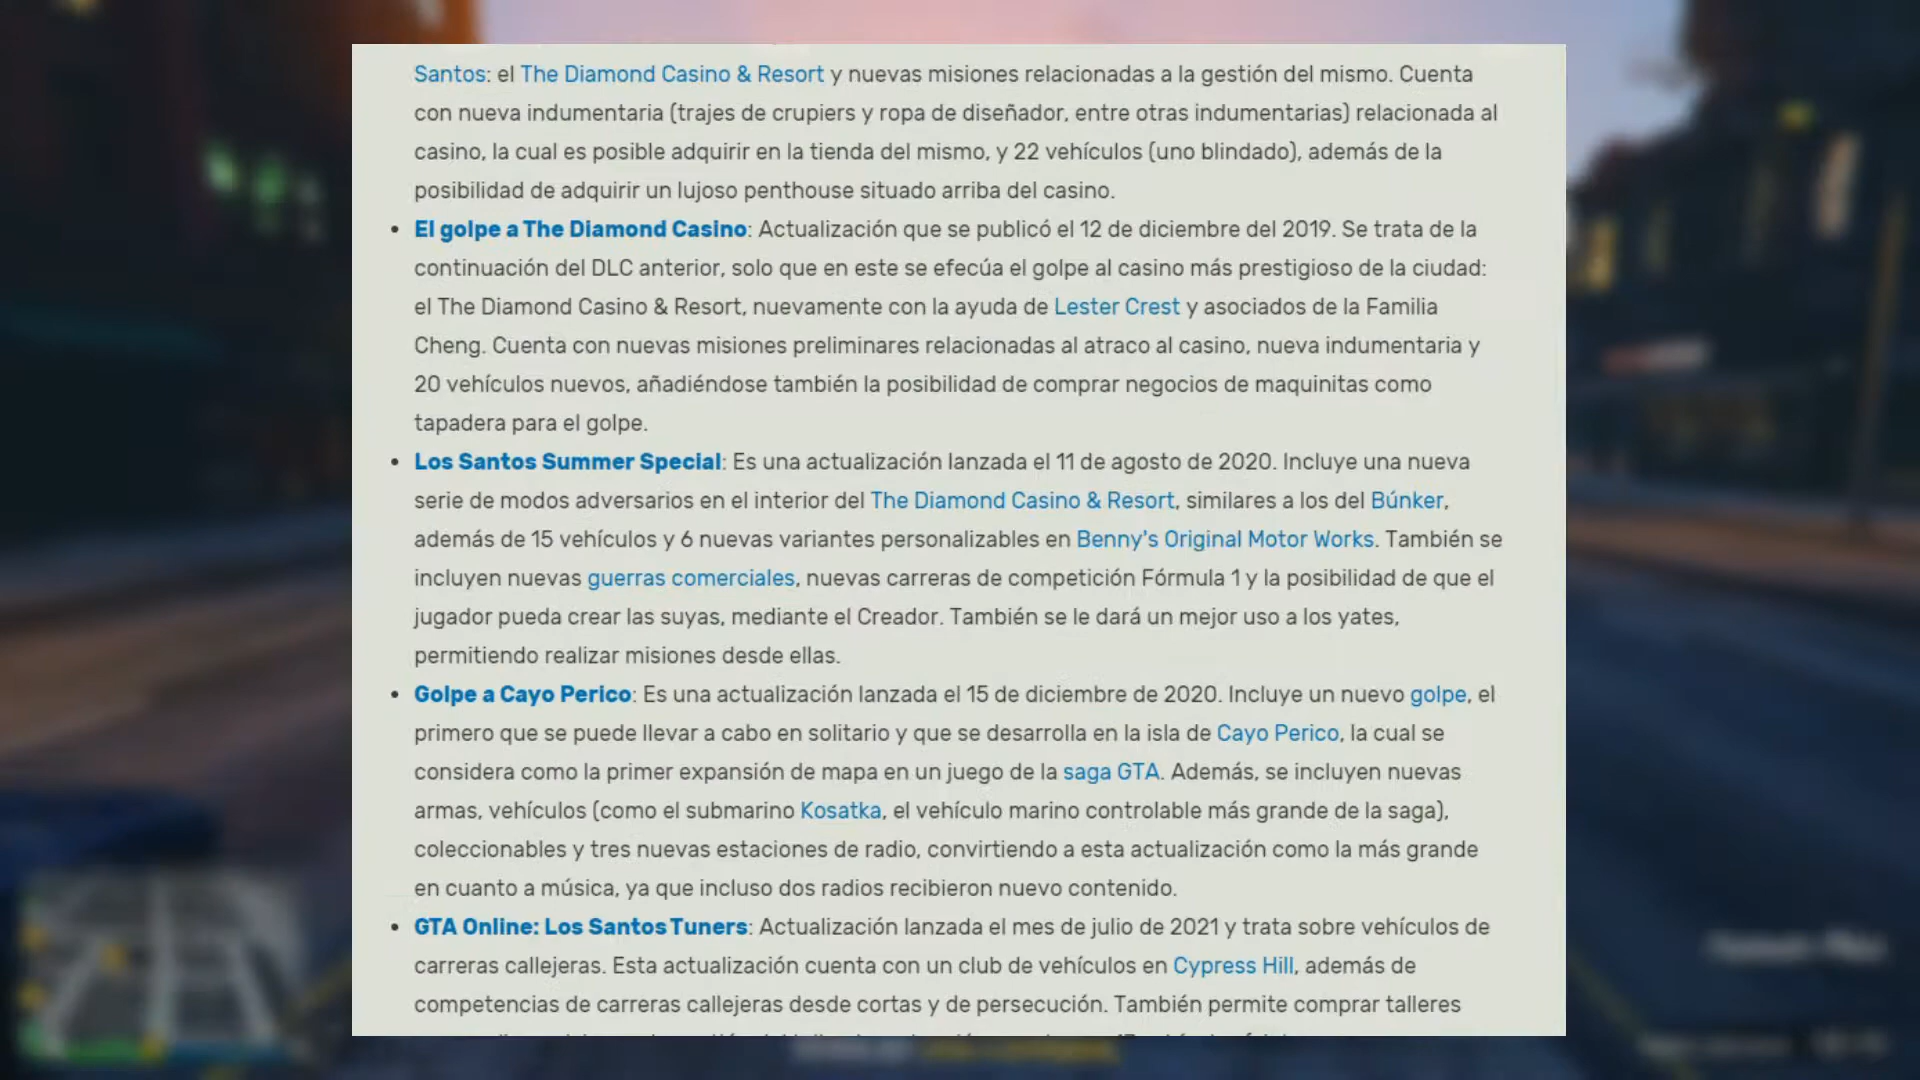 Santos: el The Diamond Casino & Resort y nuevas misiones relacionadas a la gestión del mismo. Cuenta
con nueva indumentaria (trajes de crupiers y ropa de diseñador, entre otras indumentarias) relacionada al
casino, la cual es posible adquirir en la tienda del mismo, y 22 vehículos (uno blindado), además de la
posibilidad de adquirir un lujoso penthouse situado arriba del casino.
• El golpe a The Diamond Casino: Actualización que se publicó el 12 de diciembre del 2019. Se trata de la
continuación del DLC anterior, solo que en este se efecúa el golpe al casino más prestigioso de la ciudad:
el The Diamond Casino & Resort, nuevamente con la ayuda de Lester Crest y asociados de la Familia
Cheng. Cuenta con nuevas misiones preliminares relacionadas al atraco al casino, nueva indumentaria y
20 vehículos nuevos, añadiéndose también la posibilidad de comprar negocios de maquinitas como
tapadera para el golpe.
• Los Santos Summer Special: Es una actualización lanzada el 11 de agosto de 2020. Incluye una nueva
serie de modos adversarios en el interior del The Diamond Casino & Resort, similares a los del Búnker,
además de 15 vehículos y 6 nuevas variantes personalizables en Benny's Original Motor Works. También se
incluyen nuevas guerras comerciales, nuevas carreras de competición Fórmula 1 y la posibilidad de que el
jugador pueda crear las suyas, mediante el Creador. También se le dará un mejor uso a los yates,
permitiendo realizar misiones desde ellas.
• Golpe a Cayo Perico: Es una actualización lanzada el 15 de diciembre de 2020. Incluye un nuevo golpe, el
primero que se puede llevar a cabo en solitario y que se desarrolla en la isla de Cayo Perico, la cual se
considera como la primer expansión de mapa en un juego de la saga GTA. Además, se incluyen nuevas
armas, vehículos (como el submarino Kosatka, el vehículo marino controlable más grande de la saga),
coleccionables y tres nuevas estaciones de radio, convirtiendo a esta actualización como la más grande
en cuanto a música, ya que incluso dos radios recibieron nuevo contenido.
• GTA Online: Los Santos Tuners: Actualización lanzada el mes de julio de 2021 y trata sobre vehículos de
carreras callejeras. Esta actualización cuenta con un club de vehículos en Cypress Hill, además de
competencias de carreras callejeras desde cortas y de persecución. También permite comprar talleres